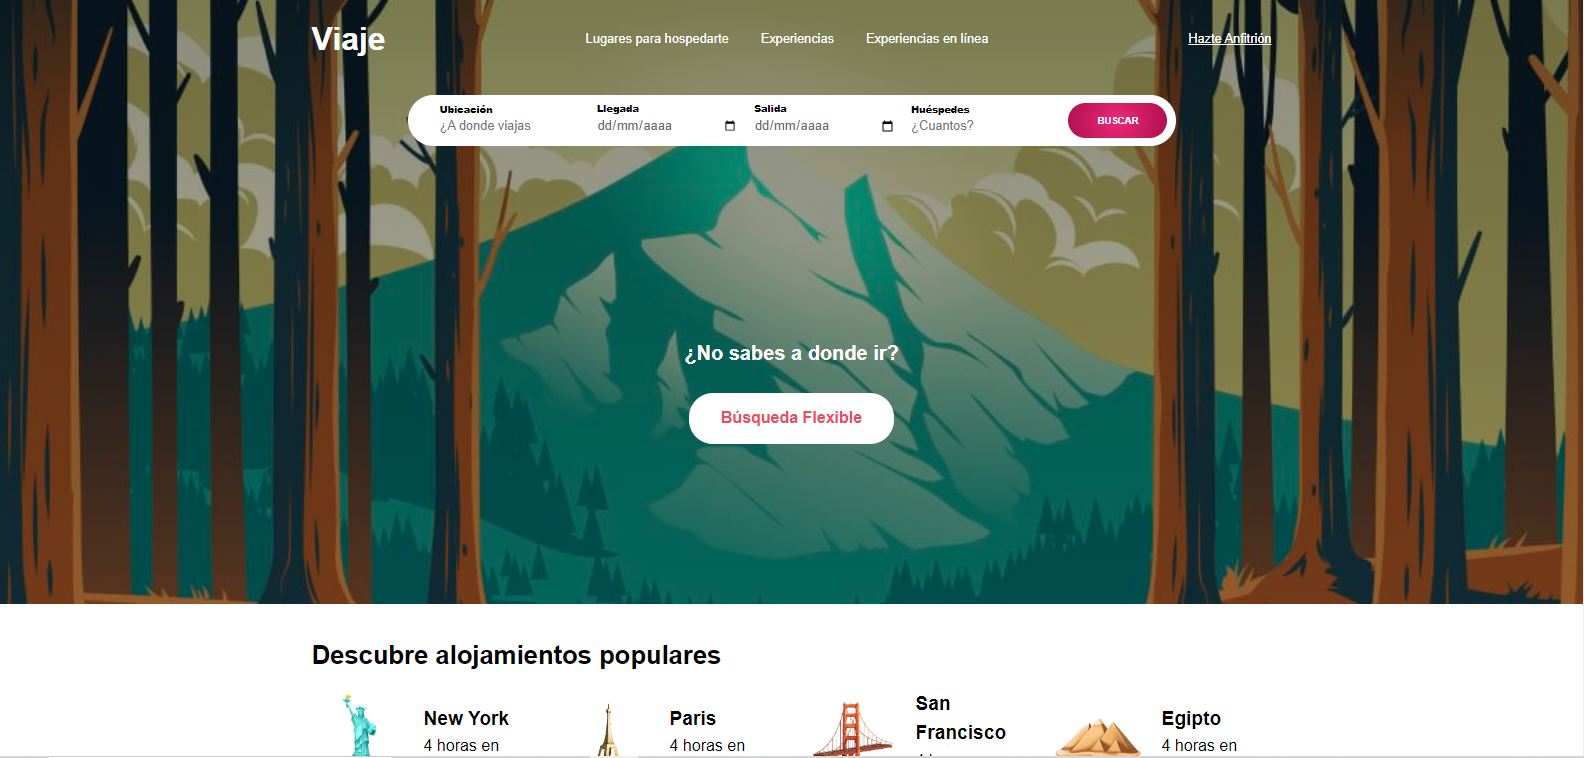 Viaje
Lugares para hospedarte
Experiencias
Experiencias en línea
Hazte Anfitrión
Ubicación
¿A donde viajas
Llegada
dd/mm/aaaa
Salida
dd/mm/aaaa
Huéspedes
¿Cuantos?
BUSCAR
¿No sabes a donde ir?
Búsqueda Flexible
Descubre alojamientos populares
New York
4 horas en
Paris
4 horas en
San
Francisco
Egipto
4 horas en